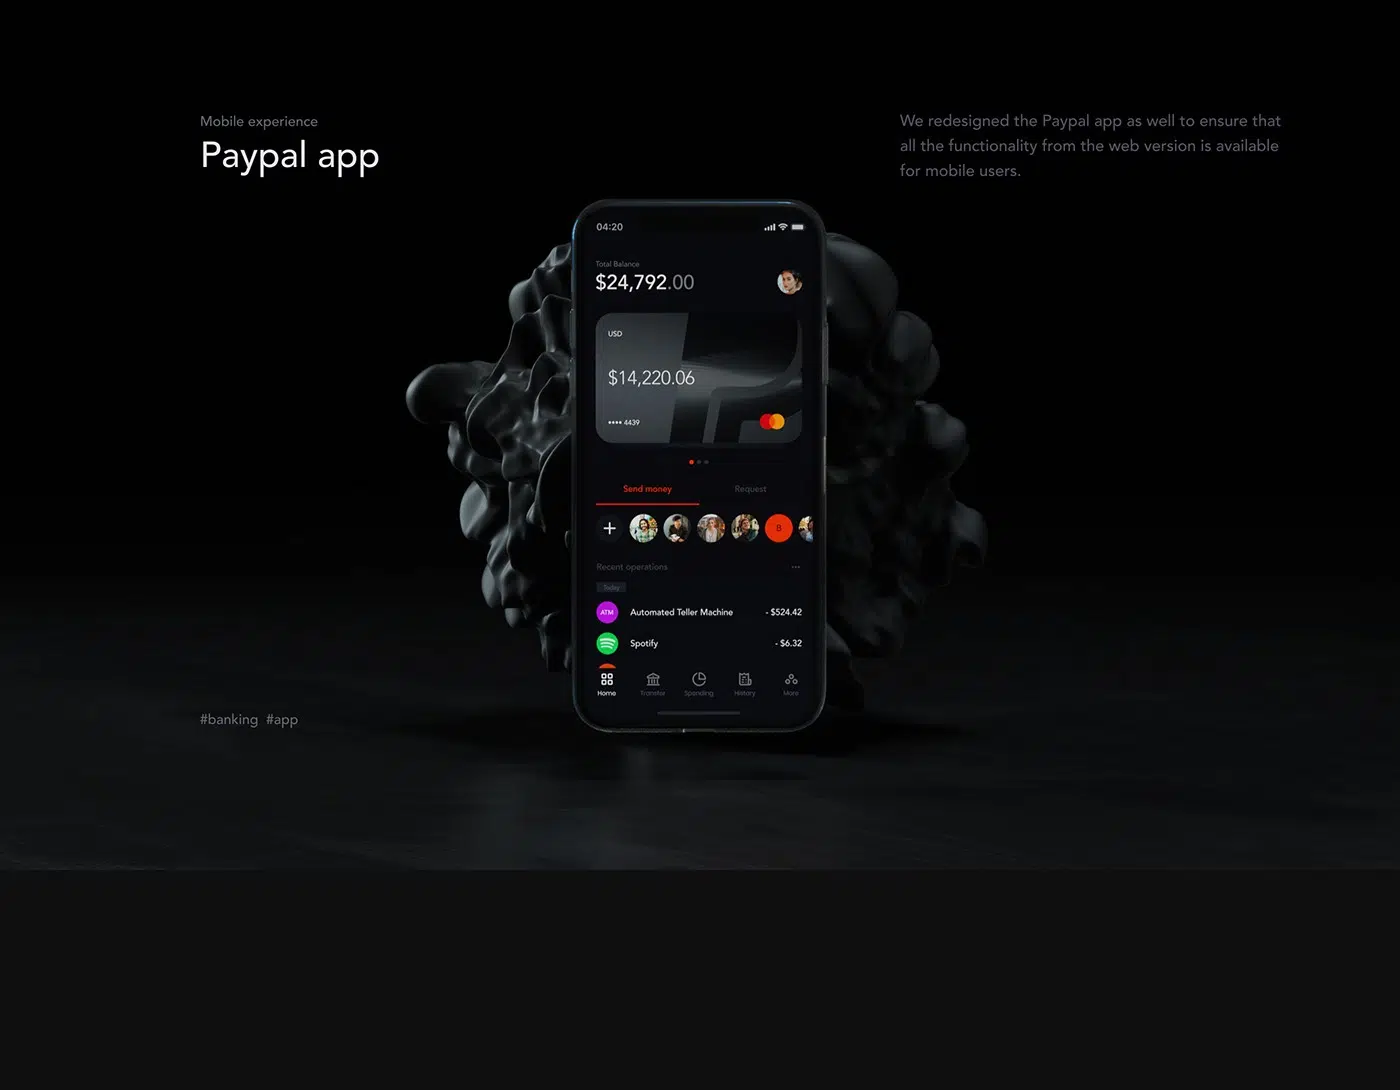 Mobile experience
Paypal app
We redesigned the Paypal app as well to ensure that
all the functionality from the web version is available
for mobile users.
04:20
Total Balance
$24,792.00
USD
$14,220.06
•••• 4439
Send money
Request
B
Recent operations
Today
ATM
Automated Teller Machine
- $524.42
Spotify
- $6.32
Home
Transfer
Spending
History
More
#banking #app